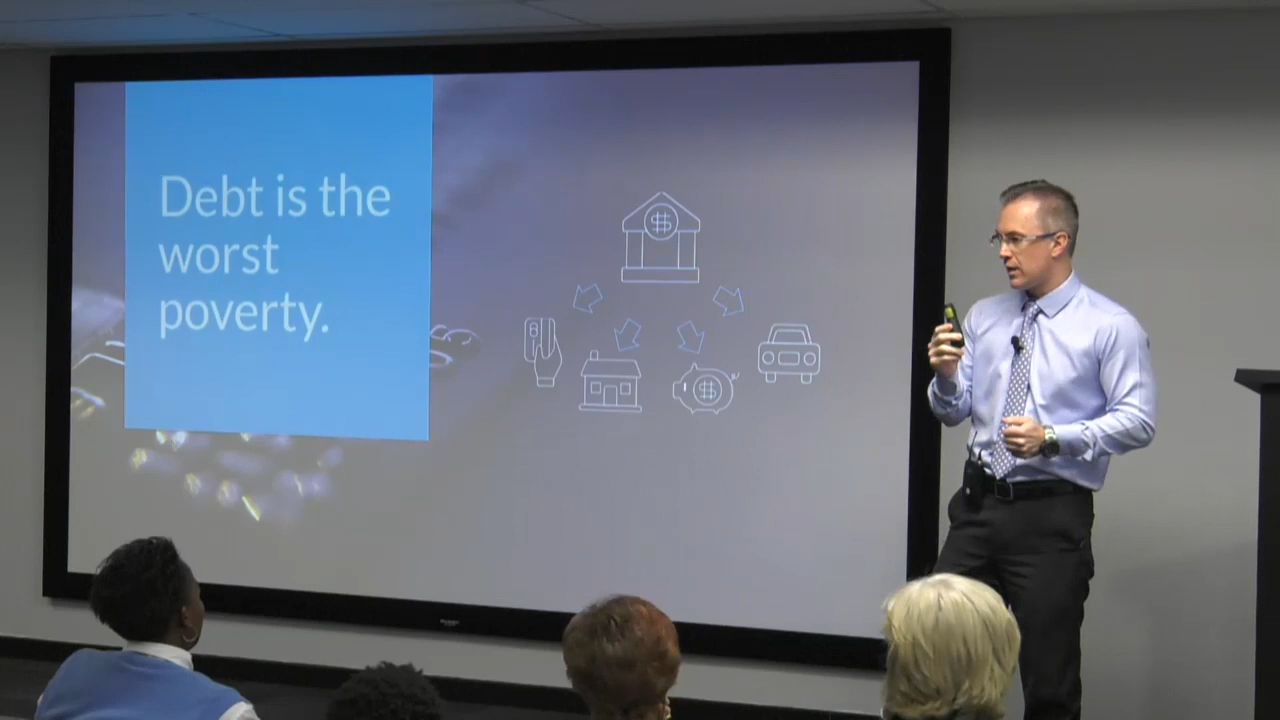 Debt is the
worst
poverty.
$
$